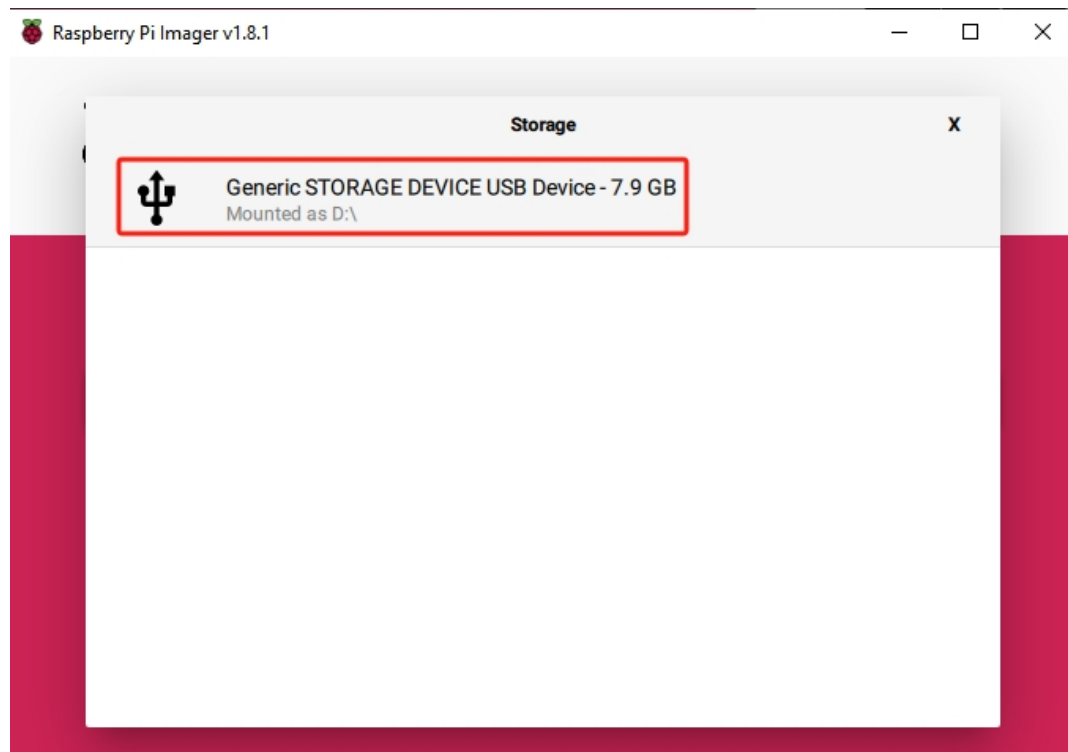 Raspberry Pi Imager v1.8.1
Storage X
Generic STORAGE DEVICE USB Device - 7.9 GB
Mounted as D:\